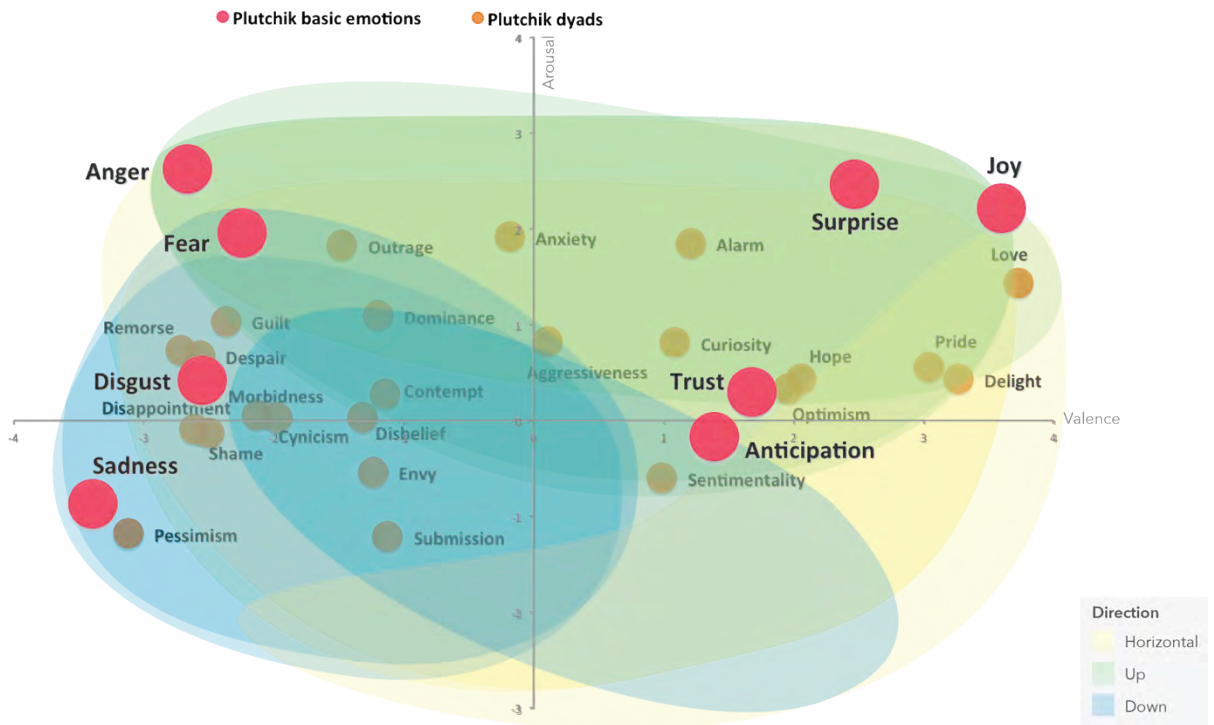 Plutchik basic emotions
Plutchik dyads
4
Arousal
3
Anger
Joy
Surprise
Fear
2
Outrage
Anxiety
Alarm
Love
1
Remorse
Guilt
Dominance
Curiosity
Hope
Pride
Despair
Disgust
Morbidness
Contempt
Aggressiveness
Trust
Delight
Disappointment
Optimism
-4
-3
-2
-1
0
0
1
2
3
4
Valence
Cynicism
Disbelief
Shame
Anticipation
Sadness
Envy
Sentimentality
-1
Pessimism
Submission
-2
-3
Direction
Horizontal
Up
Down